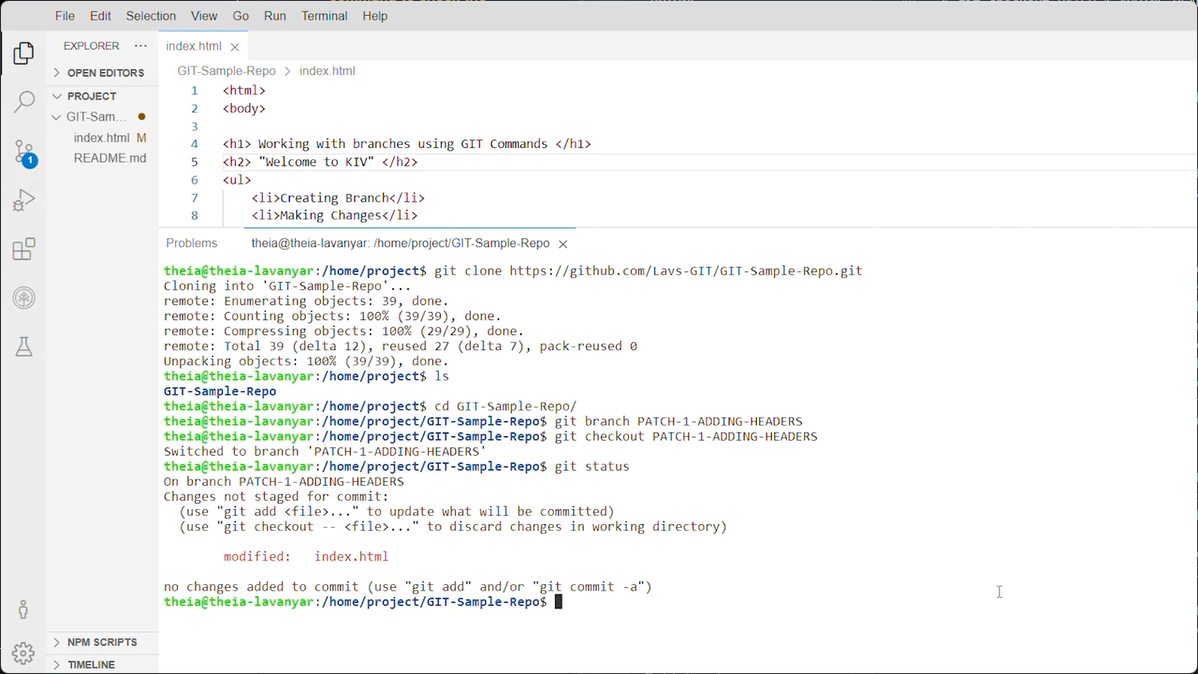 File Edit Selection View Go Run Terminal Help
EXPLORER ...
OPEN EDITORS
PROJECT
GIT-Sam...
index.html M
README.md
1
NPM SCRIPTS
TIMELINE
index.html
GIT-Sample-Repo > index.html
1 <html>
2 <body>
3
4 <h1> Working with branches using GIT Commands </h1>
5 <h2> "Welcome to KIV" </h2>
6 <ul>
7 <li>Creating Branch</li>
8 <li>Making Changes</li>
Problems theia@theia-lavanyar: /home/project/GIT-Sample-Repo
theia@theia-lavanyar:/home/project$ git clone https://github.com/Lavs-GIT/GIT-Sample-Repo.git
Cloning into 'GIT-Sample-Repo'...
remote: Enumerating objects: 39, done.
remote: Counting objects: 100% (39/39), done.
remote: Compressing objects: 100% (29/29), done.
remote: Total 39 (delta 12), reused 27 (delta 7), pack-reused 0
Unpacking objects: 100% (39/39), done.
theia@theia-lavanyar:/home/project$ ls
GIT-Sample-Repo
theia@theia-lavanyar:/home/project$ cd GIT-Sample-Repo/
theia@theia-lavanyar:/home/project/GIT-Sample-Repo$ git branch PATCH-1-ADDING-HEADERS
theia@theia-lavanyar:/home/project/GIT-Sample-Repo$ git checkout PATCH-1-ADDING-HEADERS
Switched to branch 'PATCH-1-ADDING-HEADERS'
theia@theia-lavanyar:/home/project/GIT-Sample-Repo$ git status
On branch PATCH-1-ADDING-HEADERS
Changes not staged for commit:
(use "git add <file>..." to update what will be committed)
(use "git checkout -- <file>..." to discard changes in working directory)
modified: index.html
no changes added to commit (use "git add" and/or "git commit -a")
theia@theia-lavanyar:/home/project/GIT-Sample-Repo$